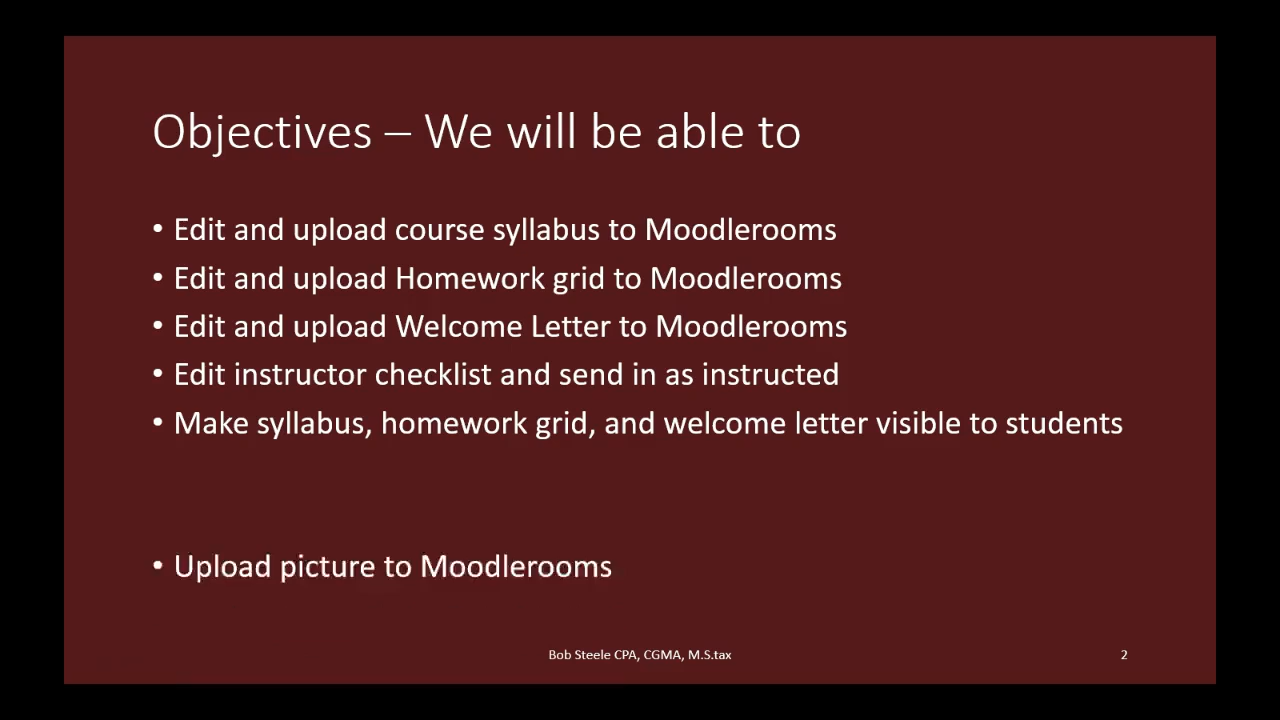 Objectives – We will be able to
• Edit and upload course syllabus to Moodlerooms
• Edit and upload Homework grid to Moodlerooms
• Edit and upload Welcome Letter to Moodlerooms
• Edit instructor checklist and send in as instructed
• Make syllabus, homework grid, and welcome letter visible to students
• Upload picture to Moodlerooms
Bob Steele CPA, CGMA, M.S.tax
2